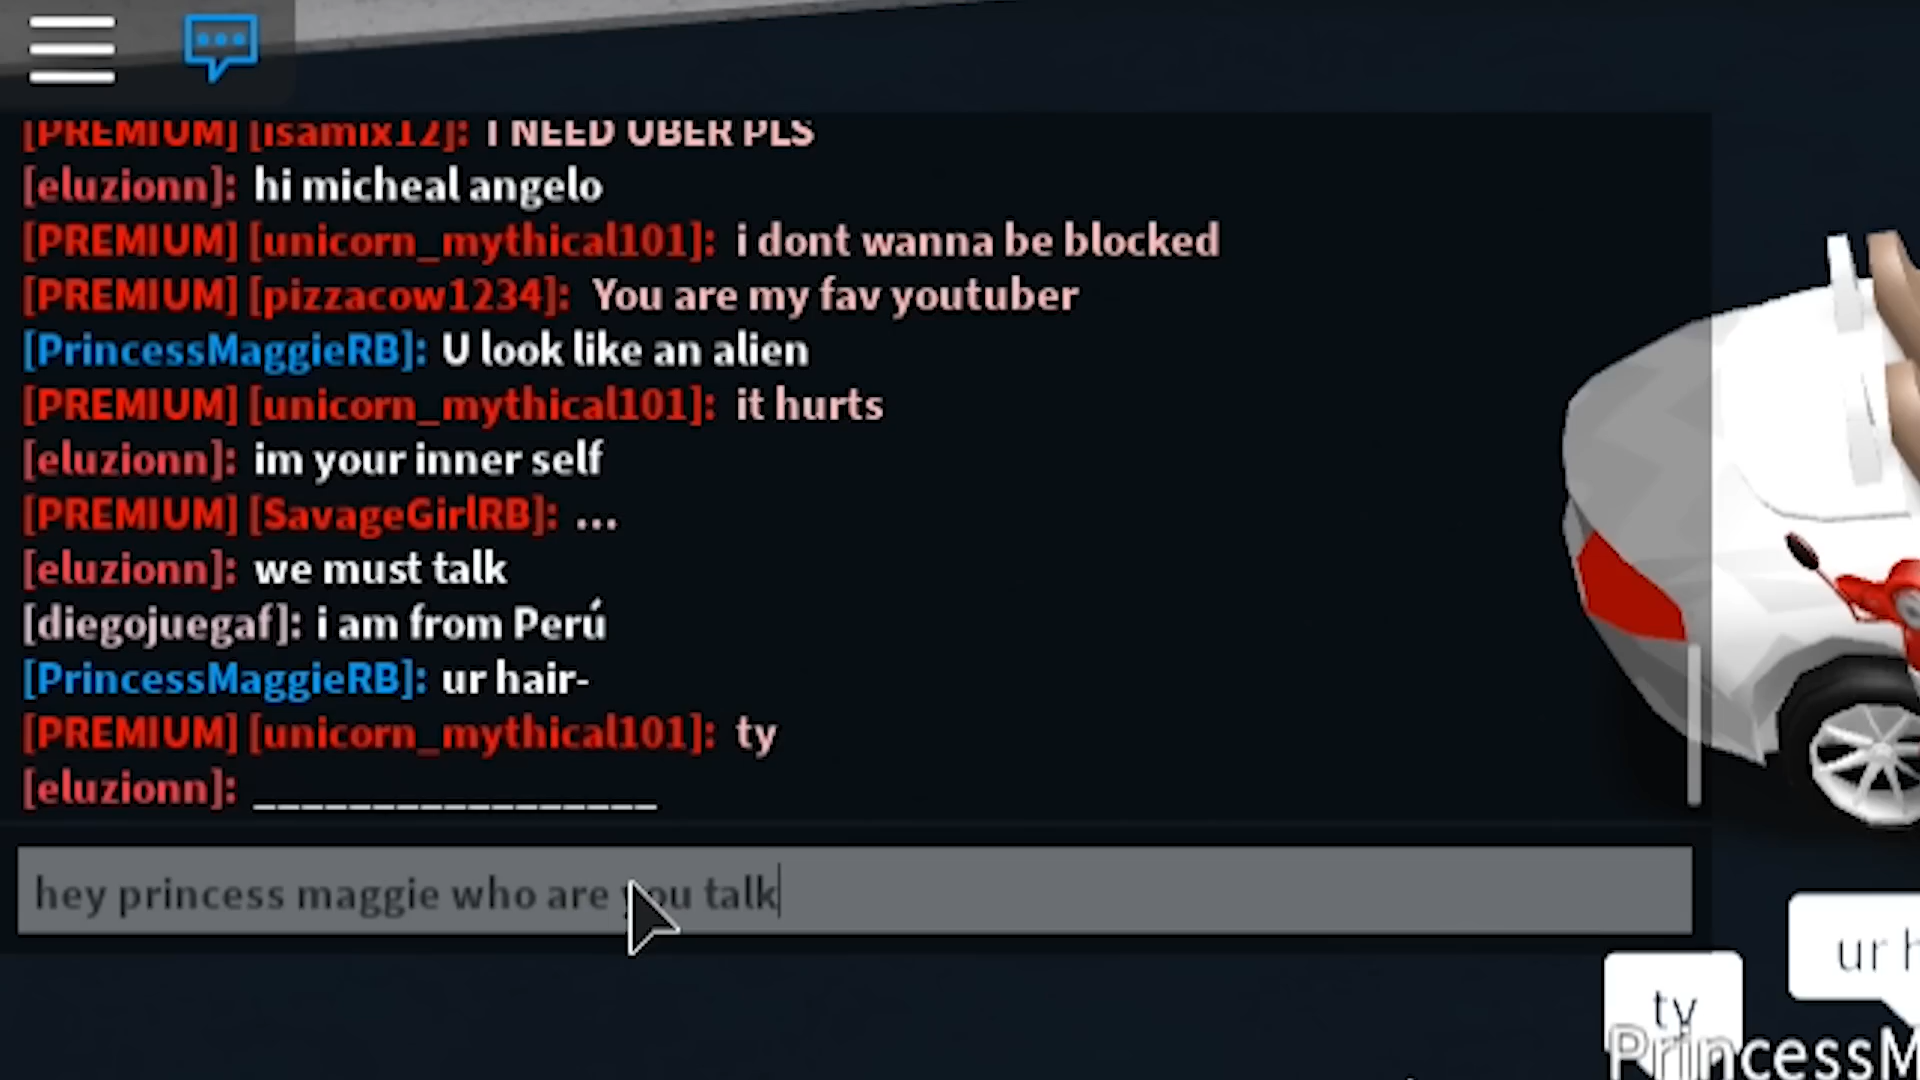 [PREMIUM] [isamix12]: I NEED UBER PLS
[eluzionn]: hi micheal angelo
[PREMIUM] [unicorn_mythical101]: i dont wanna be blocked
[PREMIUM] [pizzacow1234]: You are my fav youtuber
[PrincessMaggieRB]: U look like an alien
[PREMIUM] [unicorn_mythical101]: it hurts
[eluzionn]: im your inner self
[PREMIUM] [SavageGirlRB]: ...
[eluzionn]: we must talk
[diegojuegaf]: i am from Perú
[PrincessMaggieRB]: ur hair-
[PREMIUM] [unicorn_mythical101]: ty
[eluzionn]: _________________
hey princess maggie who are you talk
ur h
ty
PrincessM